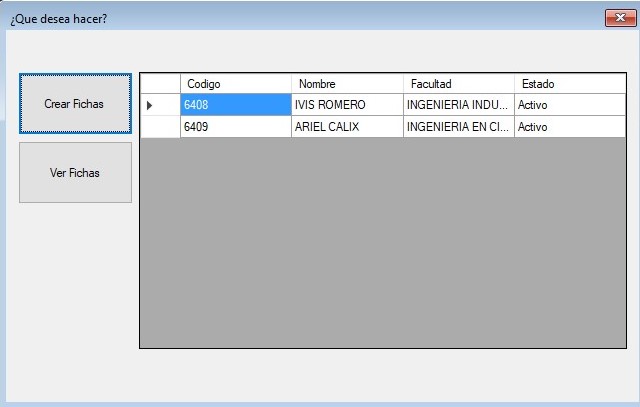 ¿Que desea hacer?
Crear Fichas
Ver Fichas
Codigo Nombre Facultad Estado
6408 IVIS ROMERO INGENIERIA INDU... Activo
6409 ARIEL CALIX INGENIERIA EN CI... Activo